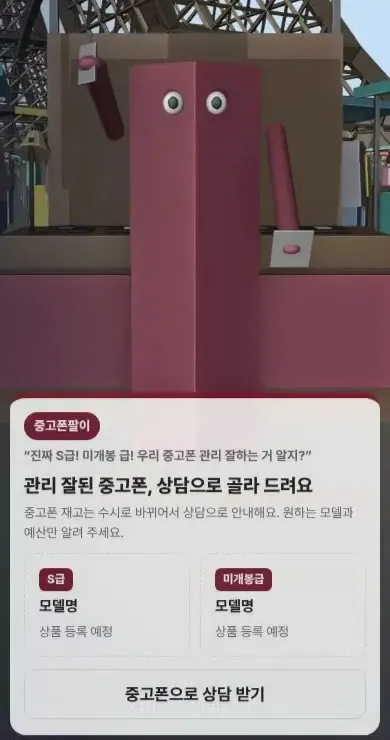 중고폰팔이
“진짜 S급! 미개봉 급! 우리 중고폰 관리 잘하는 거 알지?”
관리 잘된 중고폰, 상담으로 골라 드려요
중고폰 재고는 수시로 바뀌어서 상담으로 안내해요. 원하는 모델과
예산만 알려 주세요.
S급
모델명
상품 등록 예정
미개봉급
모델명
상품 등록 예정
중고폰으로 상담 받기